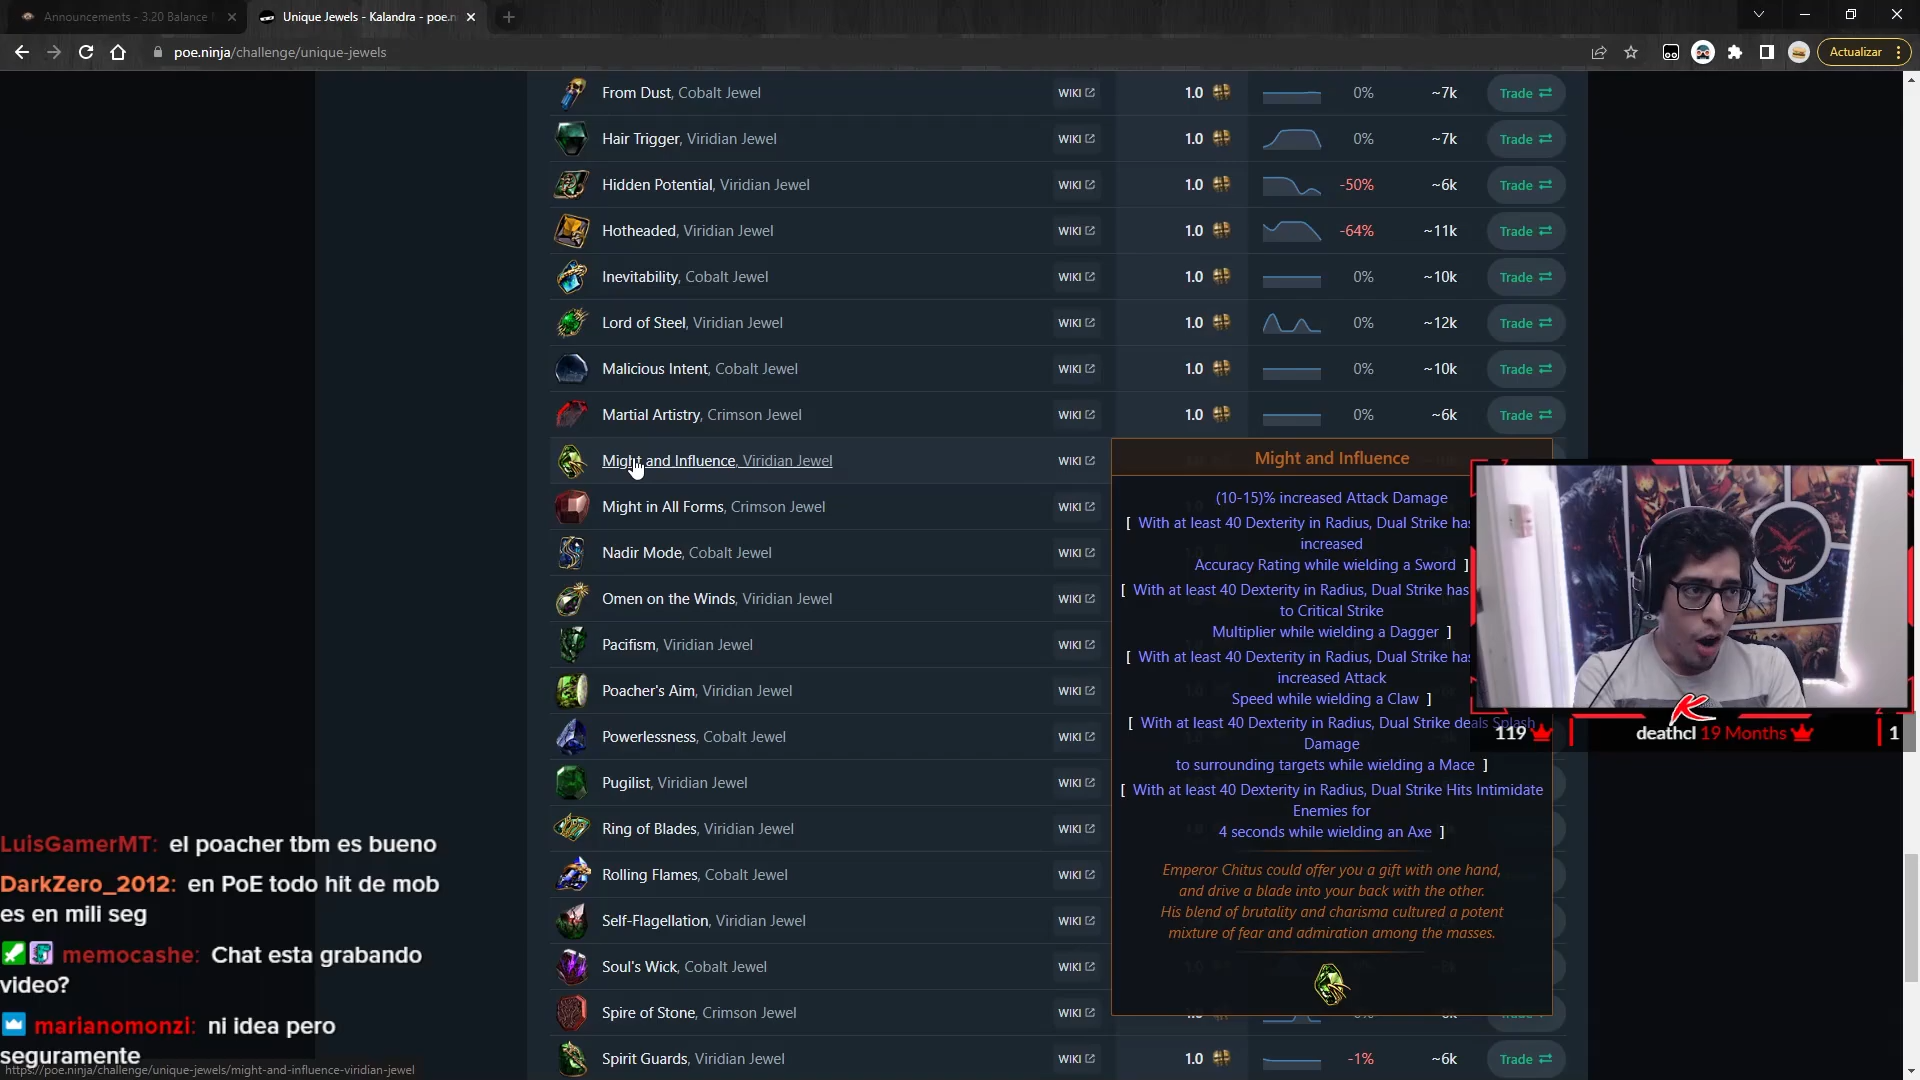 Announcements - 3.20 Balance
Unique Jewels - Kalandra - poe.n
poe.ninja/challenge/unique-jewels
Actualizar
From Dust, Cobalt Jewel WIKI 1.0 0% ~7k Trade
Hair Trigger, Viridian Jewel WIKI 1.0 0% ~7k Trade
Hidden Potential, Viridian Jewel WIKI 1.0 -50% ~6k Trade
Hotheaded, Viridian Jewel WIKI 1.0 -64% ~11k Trade
Inevitability, Cobalt Jewel WIKI 1.0 0% ~10k Trade
Lord of Steel, Viridian Jewel WIKI 1.0 0% ~12k Trade
Malicious Intent, Cobalt Jewel WIKI 1.0 0% ~10k Trade
Martial Artistry, Crimson Jewel WIKI 1.0 0% ~6k Trade
Might and Influence, Viridian Jewel WIKI
Might in All Forms, Crimson Jewel WIKI
Nadir Mode, Cobalt Jewel WIKI
Omen on the Winds, Viridian Jewel WIKI
Pacifism, Viridian Jewel WIKI
Poacher's Aim, Viridian Jewel WIKI
Powerlessness, Cobalt Jewel WIKI
Pugilist, Viridian Jewel WIKI
Ring of Blades, Viridian Jewel WIKI
Rolling Flames, Cobalt Jewel WIKI
Self-Flagellation, Viridian Jewel WIKI
Soul's Wick, Cobalt Jewel WIKI
Spire of Stone, Crimson Jewel WIKI
Spirit Guards, Viridian Jewel WIKI 1.0 -1% ~6k Trade
Might and Influence
(10-15)% increased Attack Damage
[ With at least 40 Dexterity in Radius, Dual Strike has
increased
Accuracy Rating while wielding a Sword ]
[ With at least 40 Dexterity in Radius, Dual Strike has
to Critical Strike
Multiplier while wielding a Dagger ]
[ With at least 40 Dexterity in Radius, Dual Strike has
increased Attack
Speed while wielding a Claw ]
[ With at least 40 Dexterity in Radius, Dual Strike deals Splash
Damage
to surrounding targets while wielding a Mace ]
[ With at least 40 Dexterity in Radius, Dual Strike Hits Intimidate
Enemies for
4 seconds while wielding an Axe ]
Emperor Chitus could offer you a gift with one hand,
and drive a blade into your back with the other.
His blend of brutality and charisma cultured a potent
mixture of fear and admiration among the masses.
119 deathcl 19 Months 1
LuisGamerMT: el poacher tbm es bueno
DarkZero_2012: en PoE todo hit de mob
es en mili seg
memocashe: Chat esta grabando
video?
marianomonzi: ni idea pero
seguramente
https://poe.ninja/challenge/unique-jewels/might-and-influence-viridian-jewel